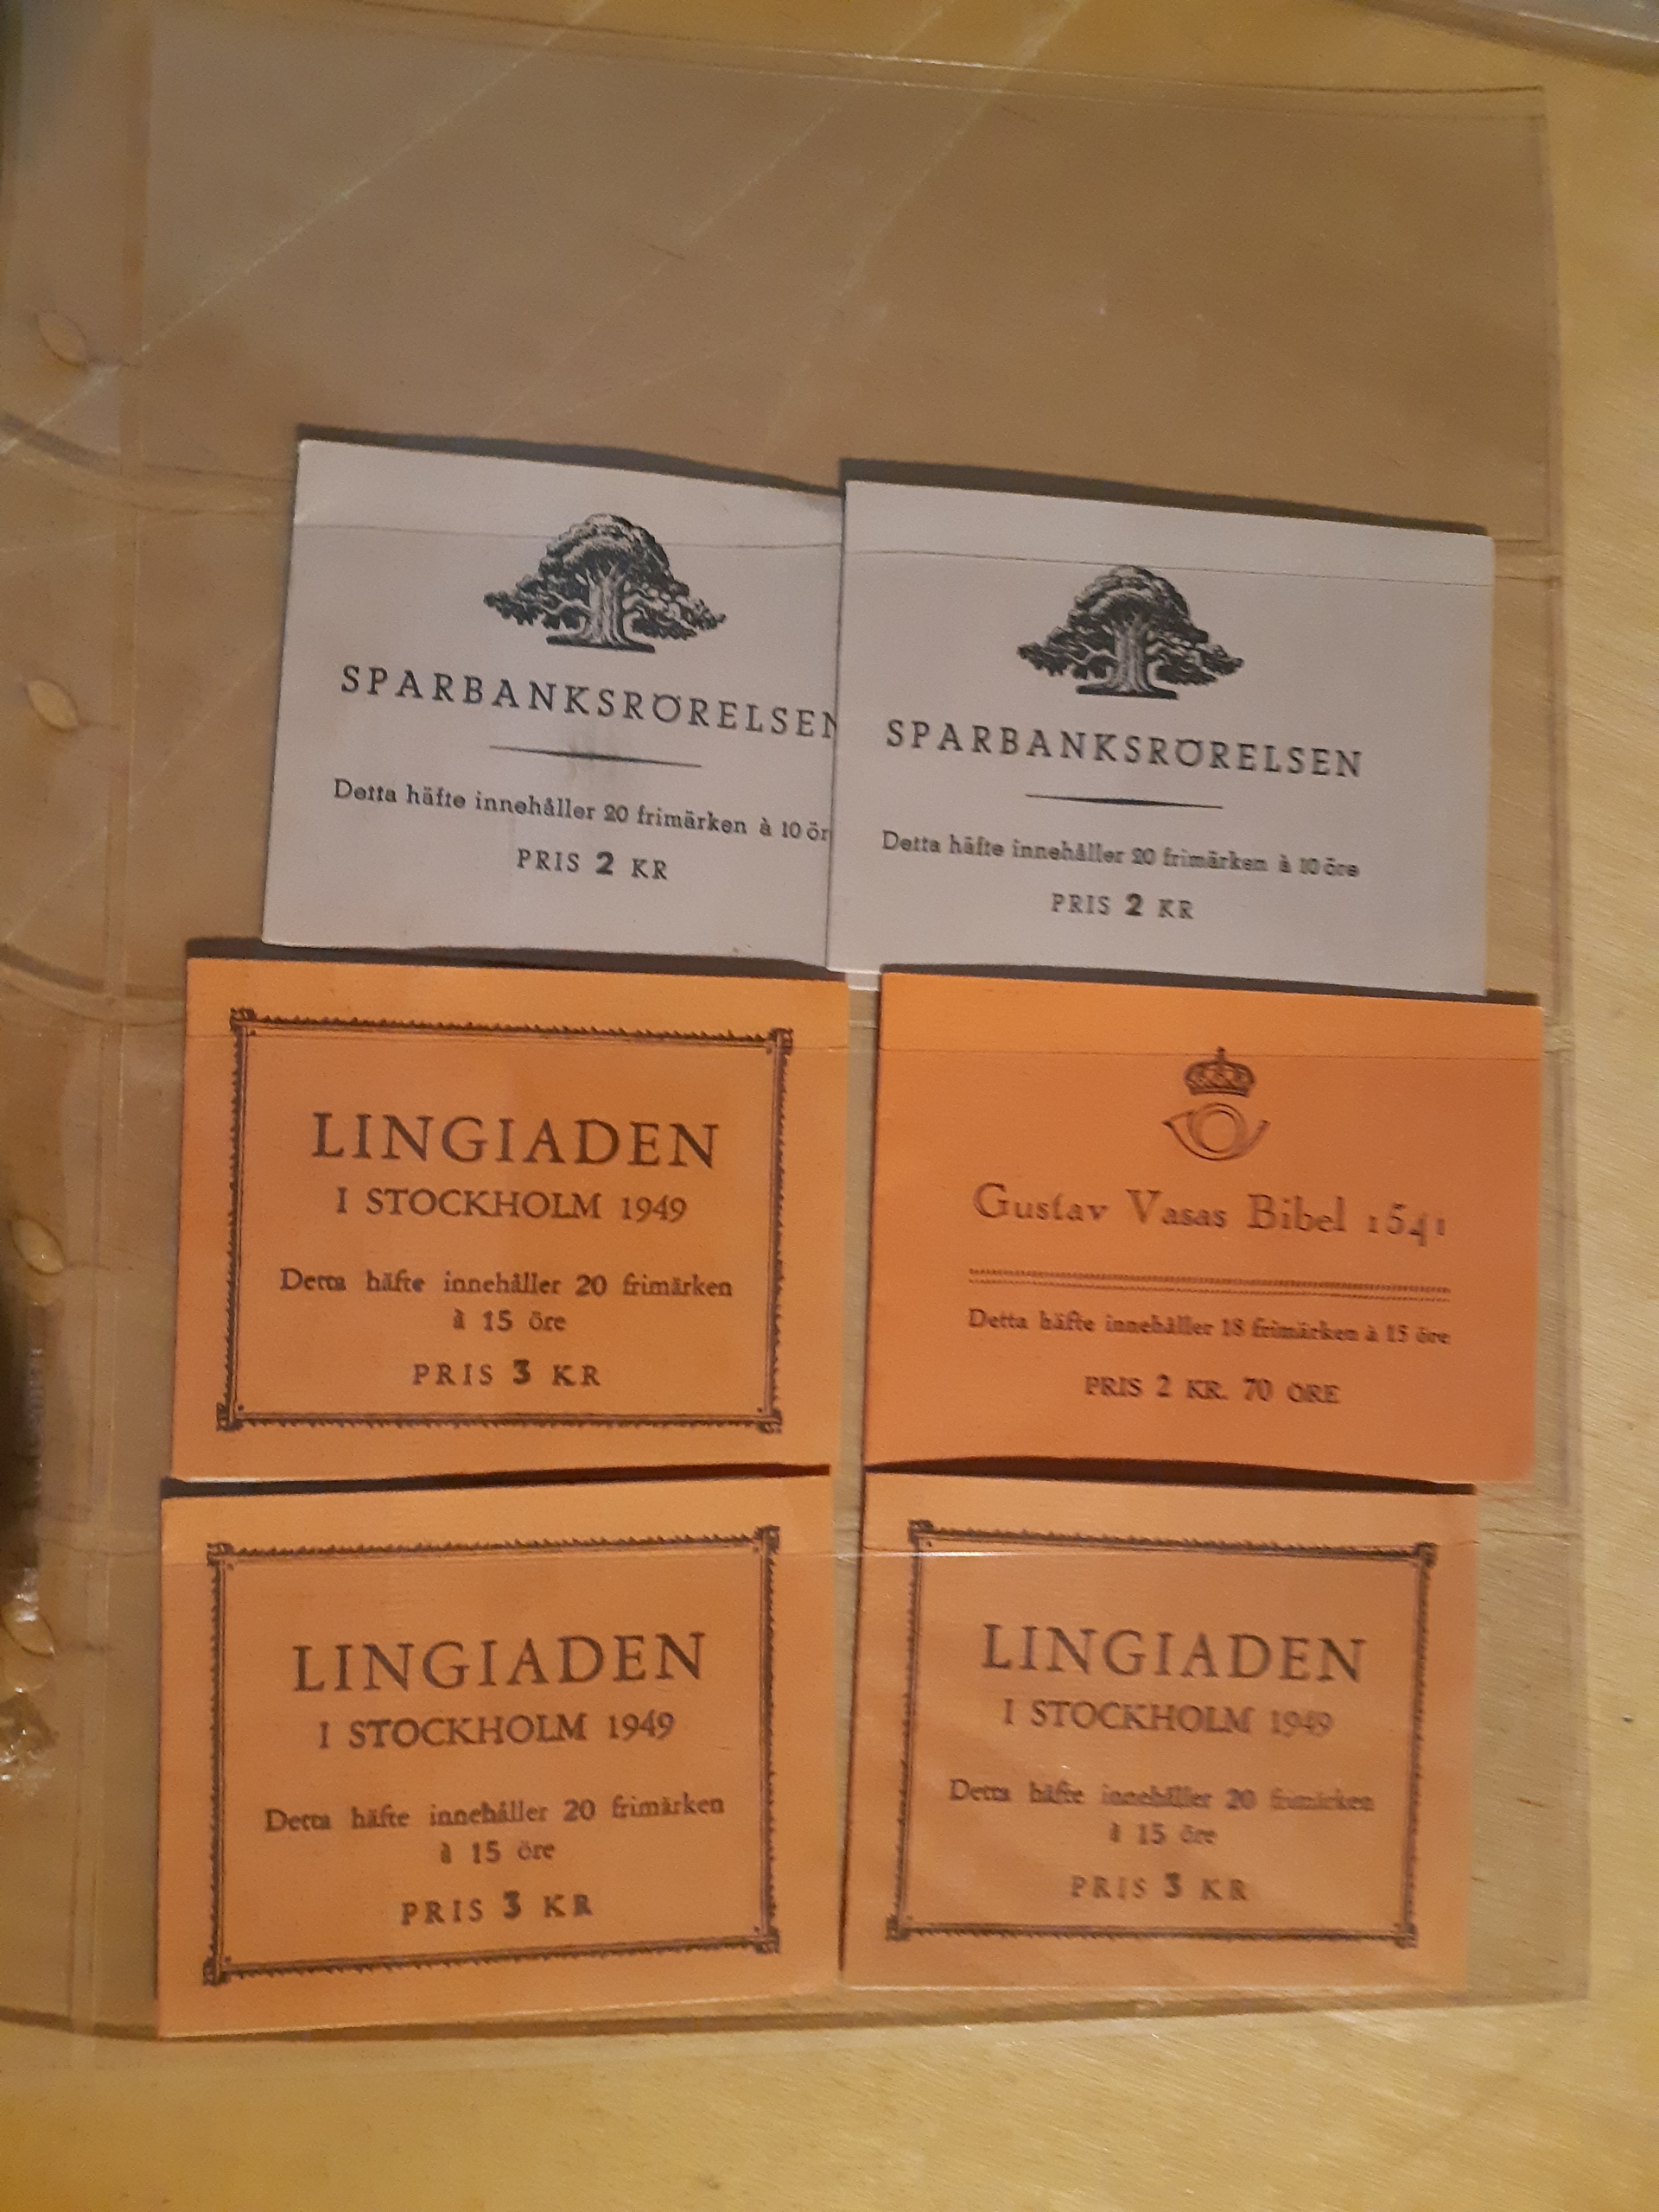 SPARBANKSRÖRELSEN
Detta häfte innehåller 20 frimärken à 10 ör
PRIS 2 KR
SPARBANKSRÖRELSEN
Detta häfte innehåller 20 frimärken à 10 öre
PRIS 2 KR
LINGIADEN
I STOCKHOLM 1949
Detta häfte innehåller 20 frimärken
à 15 öre
PRIS 3 KR
Gustav Vasas Bibel 1541
Detta häfte innehåller 18 frimärken à 15 öre
PRIS 2 KR. 70 ÖRE
LINGIADEN
I STOCKHOLM 1949
Detta häfte innehåller 20 frimärken
à 15 öre
PRIS 3 KR
LINGIADEN
I STOCKHOLM 1949
Detta häfte innehåller 20 frimärken
à 15 öre
PRIS 3 KR